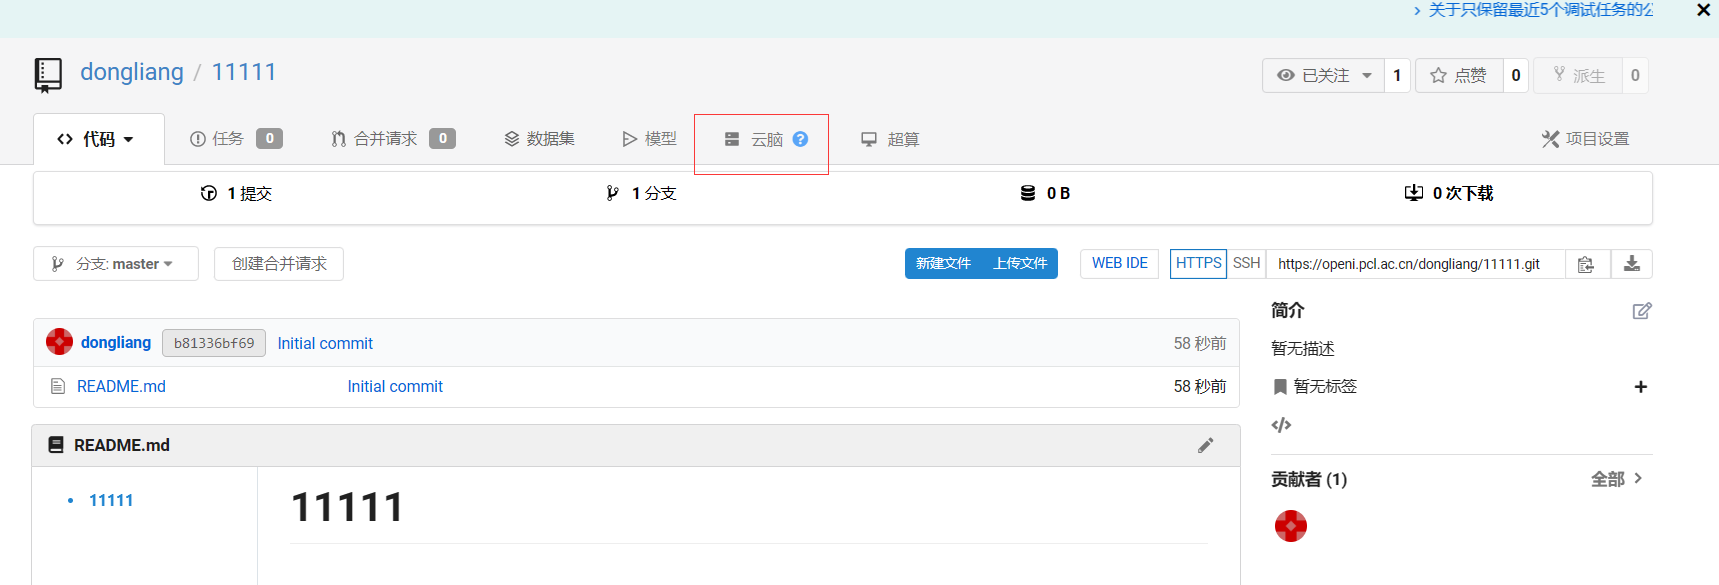 关于只保留最近5个调试任务的公
dongliang / 11111
已关注 1 点赞 0 派生 0
代码 任务 0 合并请求 0 数据集 模型 云脑 ? 超算 项目设置
1 提交 1 分支 0 B 0 次下载
分支: master 创建合并请求 新建文件 上传文件 WEB IDE HTTPS SSH https://openi.pcl.ac.cn/dongliang/11111.git
简介
dongliang b81336bf69 Initial commit 58 秒前
暂无描述
README.md Initial commit 58 秒前
暂无标签
README.md
贡献者 (1) 全部
11111
11111